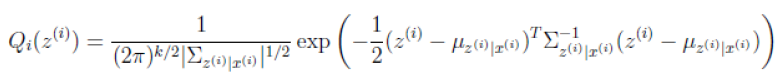 $Q_i(z^{(i)}) = \frac{1}{(2\pi)^{k/2}|\Sigma_{z^{(i)}|x^{(i)}}|^{1/2}} \exp\left(-\frac{1}{2}(z^{(i)} - \mu_{z^{(i)}|x^{(i)}})^T \Sigma_{z^{(i)}|x^{(i)}}^{-1} (z^{(i)} - \mu_{z^{(i)}|x^{(i)}})\right)$